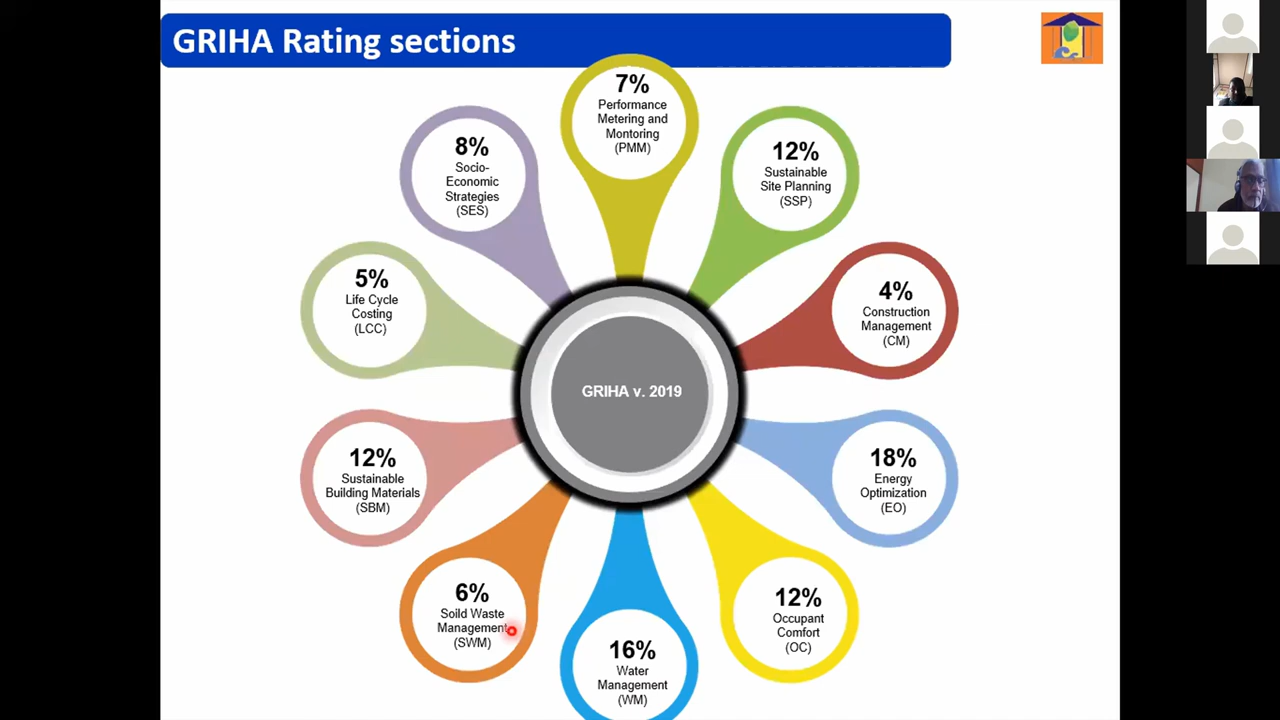 GRIHA Rating sections
7%
Performance
Metering and
Montoring
(PMM)
12%
Sustainable
Site Planning
(SSP)
4%
Construction
Management
(CM)
18%
Energy
Optimization
(EO)
12%
Occupant
Comfort
(OC)
16%
Water
Management
(WM)
6%
Soild Waste
Management
(SWM)
12%
Sustainable
Building Materials
(SBM)
5%
Life Cycle
Costing
(LCC)
8%
Socio-
Economic
Strategies
(SES)
GRIHA v. 2019